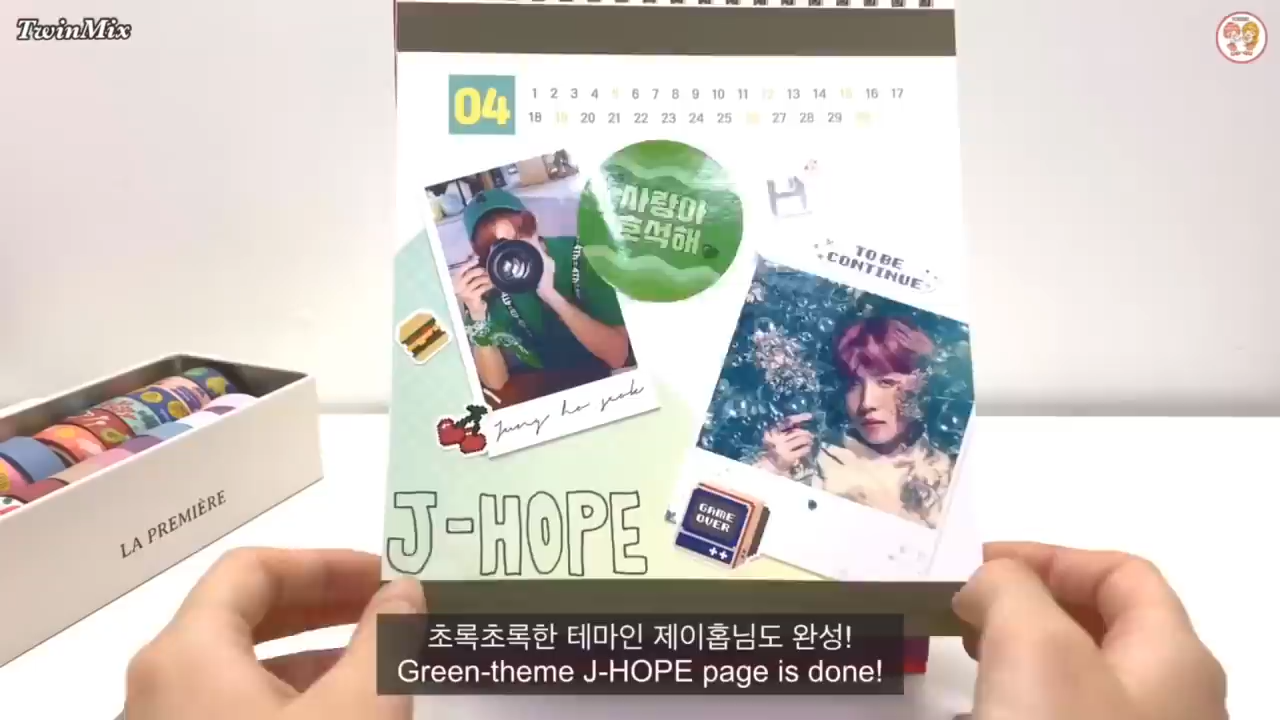 TwinMix
04
1 2 3 4 5 6 7 8 9 10 11 12 13 14 15 16 17
18 19 20 21 22 23 24 25 26 27 28 29 30
사랑아
흐석해
TO BE
CONTINUE
Jung ho seok
GAME
OVER
J-HOPE
LA PREMIÈRE
초록초록한 테마인 제이홉님도 완성!
Green-theme J-HOPE page is done!